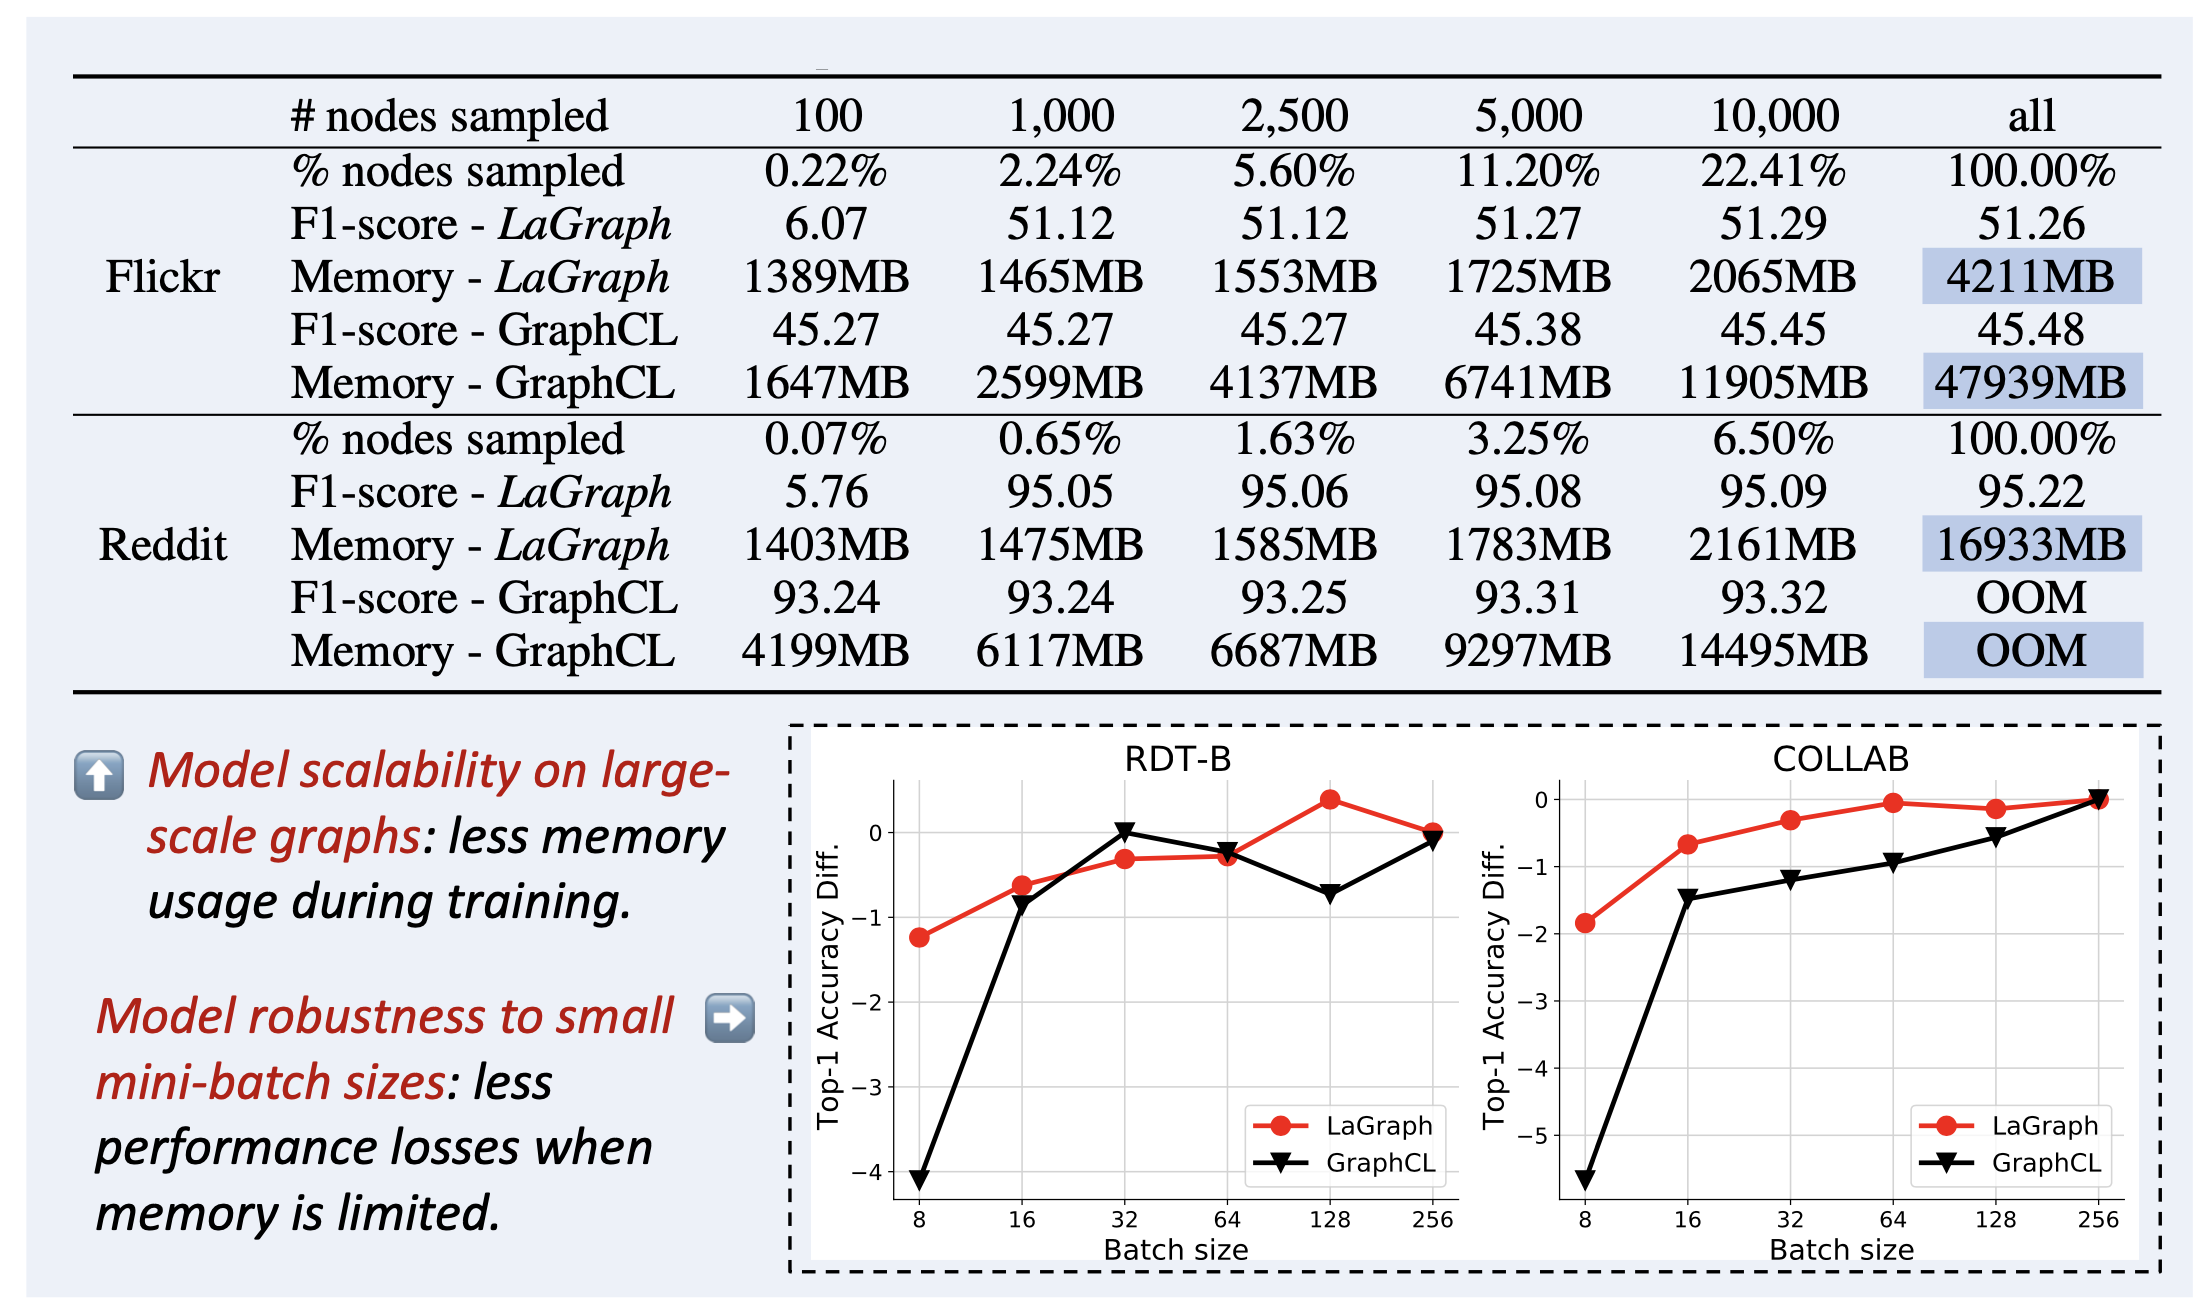 # nodes sampled 100 1,000 2,500 5,000 10,000 all
% nodes sampled 0.22% 2.24% 5.60% 11.20% 22.41% 100.00%
F1-score - LaGraph 6.07 51.12 51.12 51.27 51.29 51.26
Flickr Memory - LaGraph 1389MB 1465MB 1553MB 1725MB 2065MB 4211MB
F1-score - GraphCL 45.27 45.27 45.27 45.38 45.45 45.48
Memory - GraphCL 1647MB 2599MB 4137MB 6741MB 11905MB 47939MB
% nodes sampled 0.07% 0.65% 1.63% 3.25% 6.50% 100.00%
F1-score - LaGraph 5.76 95.05 95.06 95.08 95.09 95.22
Reddit Memory - LaGraph 1403MB 1475MB 1585MB 1783MB 2161MB 16933MB
F1-score - GraphCL 93.24 93.24 93.25 93.31 93.32 OOM
Memory - GraphCL 4199MB 6117MB 6687MB 9297MB 14495MB OOM
Model scalability on large-
scale graphs: less memory
usage during training.
Model robustness to small
mini-batch sizes: less
performance losses when
memory is limited.
RDT-B
Top-1 Accuracy Diff.
0
−1
−2
−3
−4
LaGraph
GraphCL
8 16 32 64 128 256
Batch size
COLLAB
Top-1 Accuracy Diff.
0
−1
−2
−3
−4
−5
LaGraph
GraphCL
8 16 32 64 128 256
Batch size